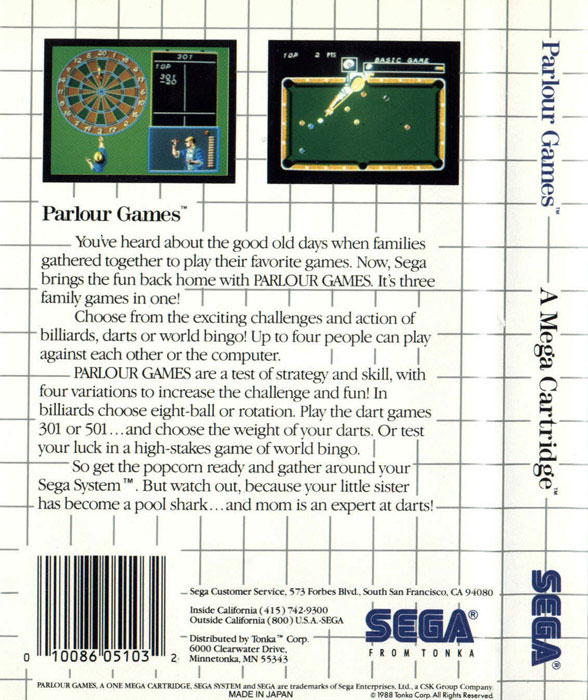 301
1UP
301
-20
1UP 2 PTS
BASIC GAME
Parlour Games™
You've heard about the good old days when families
gathered together to play their favorite games. Now, Sega
brings the fun back home with PARLOUR GAMES. It's three
family games in one!
Choose from the exciting challenges and action of
billiards, darts or world bingo! Up to four people can play
against each other or the computer.
PARLOUR GAMES are a test of strategy and skill, with
four variations to increase the challenge and fun! In
billiards choose eight-ball or rotation. Play the dart games
301 or 501...and choose the weight of your darts. Or test
your luck in a high-stakes game of world bingo.
So get the popcorn ready and gather around your
Sega System™. But watch out, because your little sister
has become a pool shark...and mom is an expert at darts!
0 10086 05103 2
Sega Customer Service, 573 Forbes Blvd., South San Francisco, CA 94080
Inside California (415) 742-9300
Outside California (800) U.S.A.-SEGA
Distributed by Tonka™ Corp.
6000 Clearwater Drive,
Minnetonka, MN 55343
SEGA®
FROM TONKA
PARLOUR GAMES, A ONE MEGA CARTRIDGE, SEGA SYSTEM and SEGA are trademarks of Sega Enterprises, Ltd., a CSK Group Company.
MADE IN JAPAN
© 1988 Tonka Corp. All Rights Reserved.
Parlour Games™
A Mega Cartridge™
SEGA®